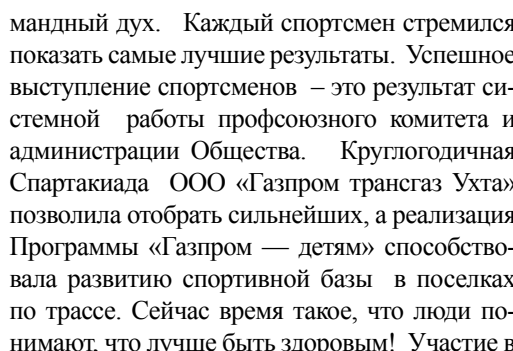 мандный дух. Каждый спортсмен стремился
показать самые лучшие результаты. Успешное
выступление спортсменов – это результат си-
стемной работы профсоюзного комитета и
администрации Общества. Круглогодичная
Спартакиада ООО «Газпром трансгаз Ухта»
позволила отобрать сильнейших, а реализация
Программы «Газпром — детям» способство-
вала развитию спортивной базы в поселках
по трассе. Сейчас время такое, что люди по-
нимают, что лучше быть здоровым! Участие в